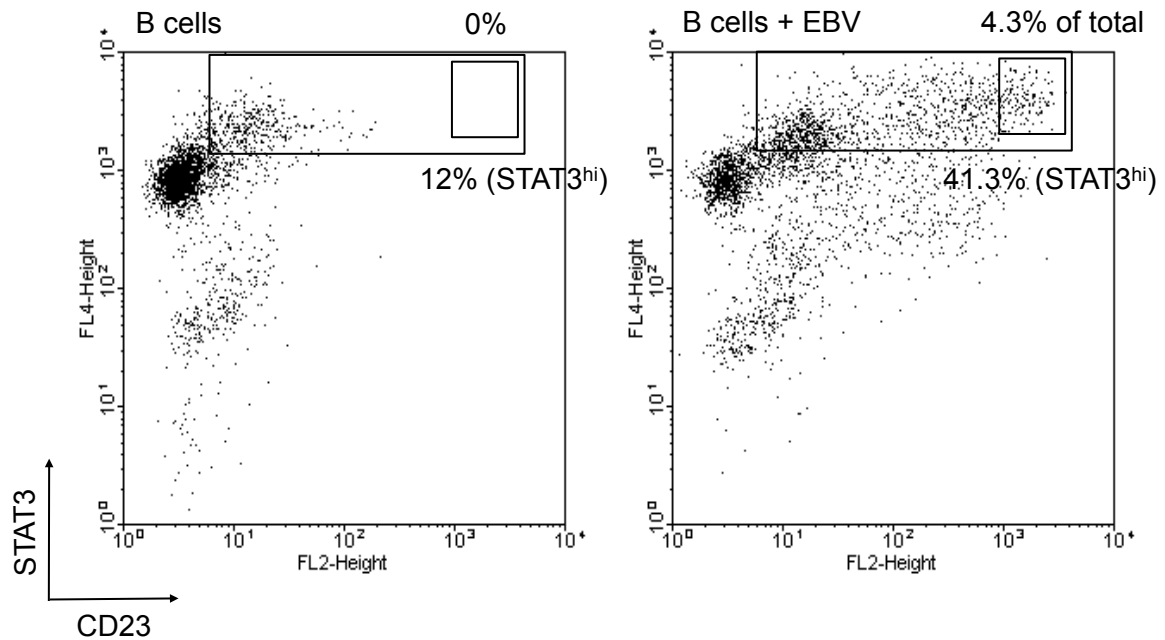 B cells 0%
B cells + EBV 4.3% of total
10⁴
10³
10²
10¹
10⁰
FL4-Height
12% (STAT3ʰⁱ)
10⁰ 10¹ 10² 10³ 10⁴
FL2-Height
10⁴
10³
10²
10¹
10⁰
FL4-Height
41.3% (STAT3ʰⁱ)
10⁰ 10¹ 10² 10³ 10⁴
FL2-Height
STAT3
CD23